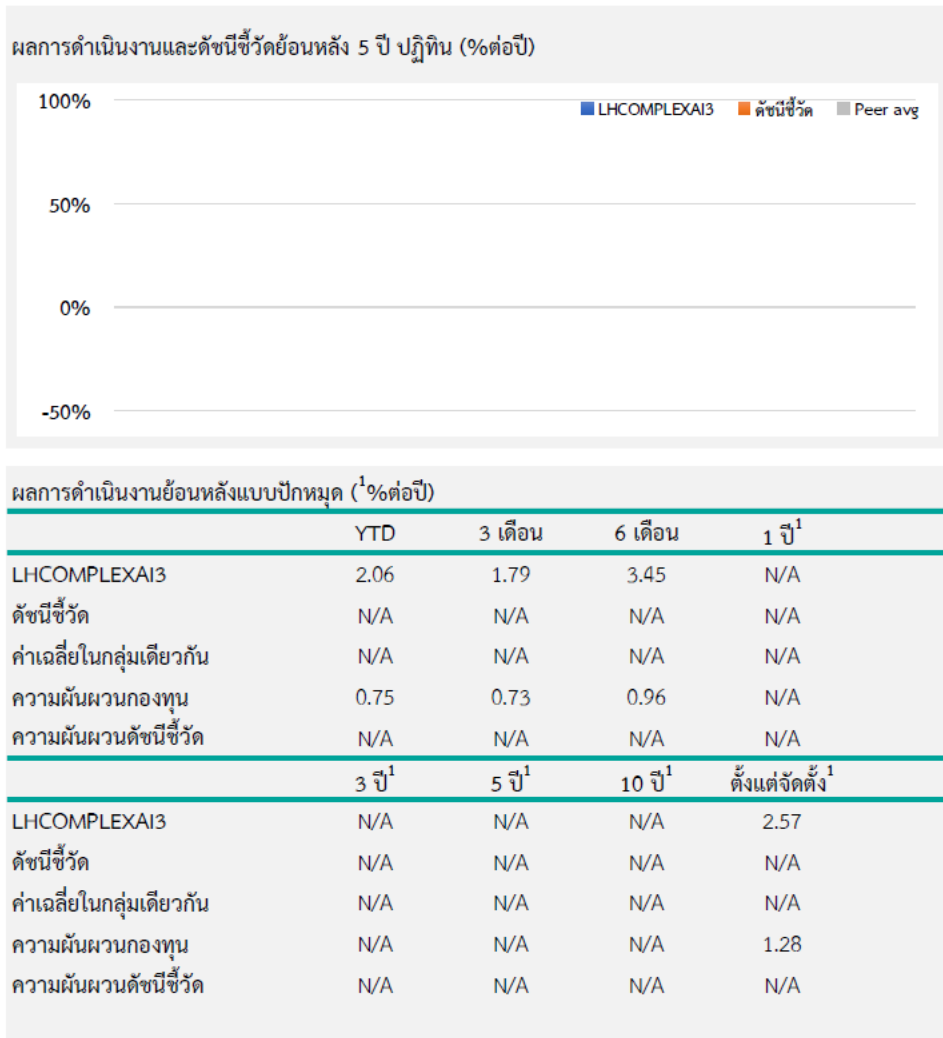 ผลการดำเนินงานและดัชนีชี้วัดย้อนหลัง 5 ปี ปฏิทิน (%ต่อปี)
100%
LHCOMPLEXAI3 ดัชนีชี้วัด Peer avg
50%
0%
-50%
ผลการดำเนินงานย้อนหลังแบบปักหมุด (¹%ต่อปี)
YTD 3 เดือน 6 เดือน 1 ปี¹
LHCOMPLEXAI3 2.06 1.79 3.45 N/A
ดัชนีชี้วัด N/A N/A N/A N/A
ค่าเฉลี่ยในกลุ่มเดียวกัน N/A N/A N/A N/A
ความผันผวนกองทุน 0.75 0.73 0.96 N/A
ความผันผวนดัชนีชี้วัด N/A N/A N/A N/A
3 ปี¹ 5 ปี¹ 10 ปี¹ ตั้งแต่จัดตั้ง¹
LHCOMPLEXAI3 N/A N/A N/A 2.57
ดัชนีชี้วัด N/A N/A N/A N/A
ค่าเฉลี่ยในกลุ่มเดียวกัน N/A N/A N/A N/A
ความผันผวนกองทุน N/A N/A N/A 1.28
ความผันผวนดัชนีชี้วัด N/A N/A N/A N/A